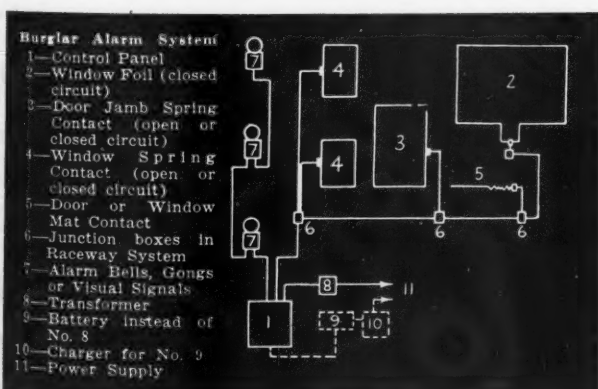 Burglar Alarm System
1—Control Panel
2—Window Foil (closed
circuit)
3—Door Jamb Spring
Contact (open or
closed circuit)
4—Window Spring
Contact (open or
closed circuit)
5—Door or Window
Mat Contact
6—Junction boxes in
Raceway System
7—Alarm Bells, Gongs
or Visual Signals
8—Transformer
9—Battery instead of
No. 8
10—Charger for No. 9
11—Power Supply
7
4
2
7
4
3
5
7
6
6
6
1
8
11
9
10